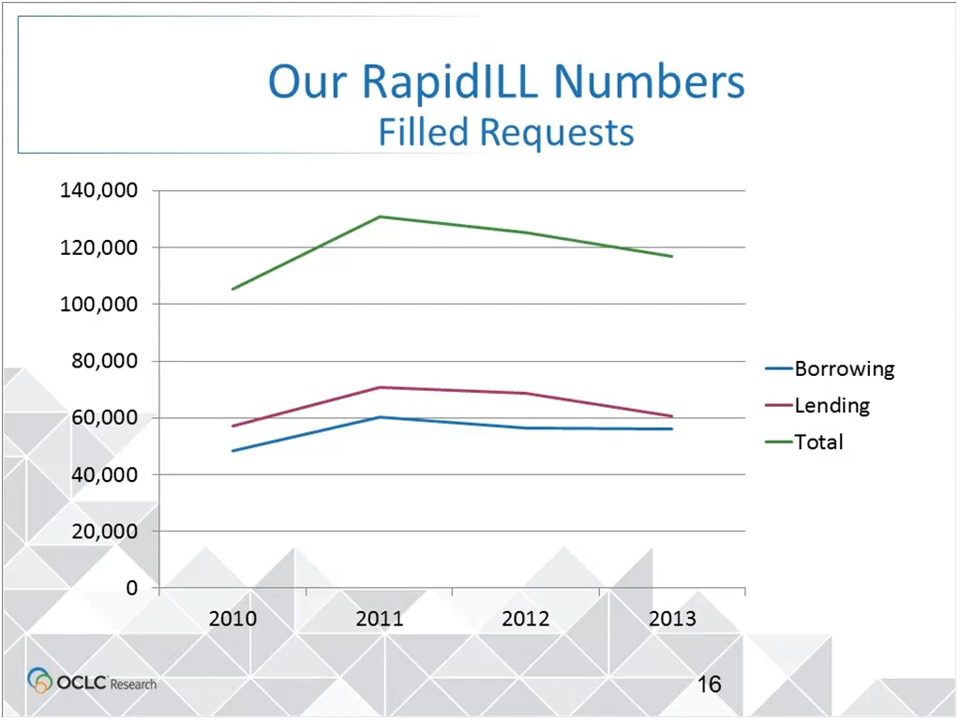 Our RapidILL Numbers
Filled Requests
140,000
120,000
100,000
80,000
60,000
40,000
20,000
0
2010 2011 2012 2013
Borrowing
Lending
Total
OCLC Research
16